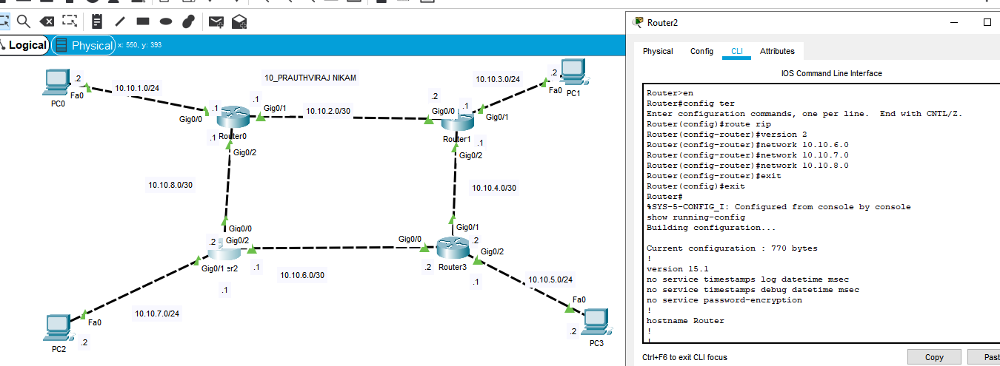 Logical
Physical x: 550, y: 393
10_PRAUTHVIRAJ NIKAM
.2
Fa0
PC0
10.10.1.0/24
Gig0/0
.1
.1
Gig0/1
Router0
.1
Gig0/2
10.10.2.0/30
.2
Gig0/0
.1
Gig0/1
Router1
.1
Gig0/2
10.10.3.0/24
.2
Fa0
PC1
10.10.8.0/30
10.10.4.0/30
Gig0/0
.2
Gig0/2
Gig0/1
er2
.1
.1
10.10.6.0/30
Gig0/1
Gig0/0
.2
.2
Gig0/2
Router3
.1
10.10.5.0/24
Fa0
.2
PC3
10.10.7.0/24
Fa0
.2
PC2
Router2
Physical Config CLI Attributes
IOS Command Line Interface
Router>en
Router#config ter
Enter configuration commands, one per line. End with CNTL/Z.
Router(config)#route rip
Router(config-router)#version 2
Router(config-router)#network 10.10.6.0
Router(config-router)#network 10.10.7.0
Router(config-router)#network 10.10.8.0
Router(config-router)#exit
Router(config)#exit
Router#
%SYS-5-CONFIG_I: Configured from console by console
show running-config
Building configuration...
Current configuration : 770 bytes
!
version 15.1
no service timestamps log datetime msec
no service timestamps debug datetime msec
no service password-encryption
!
hostname Router
!
!
Ctrl+F6 to exit CLI focus
Copy
Past